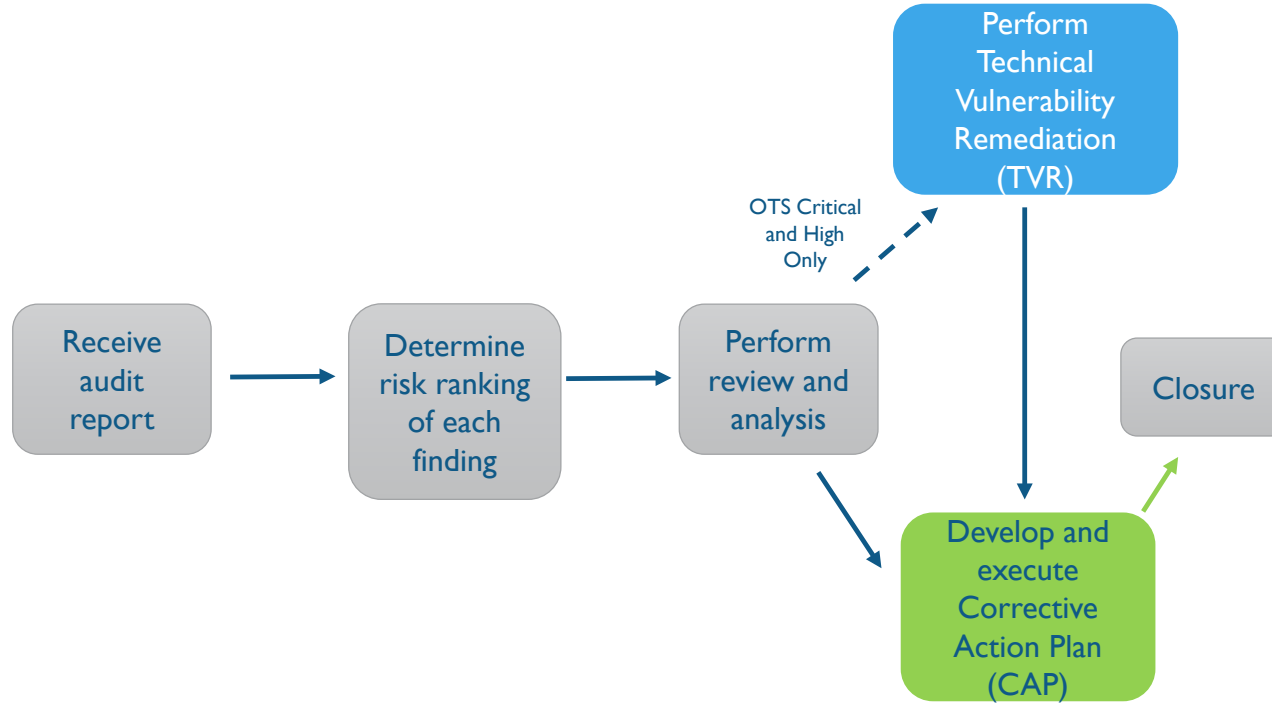 Perform
Technical
Vulnerability
Remediation
(TVR)
OTS Critical
and High
Only
Receive
audit
report
Determine
risk ranking
of each
finding
Perform
review and
analysis
Closure
Develop and
execute
Corrective
Action Plan
(CAP)